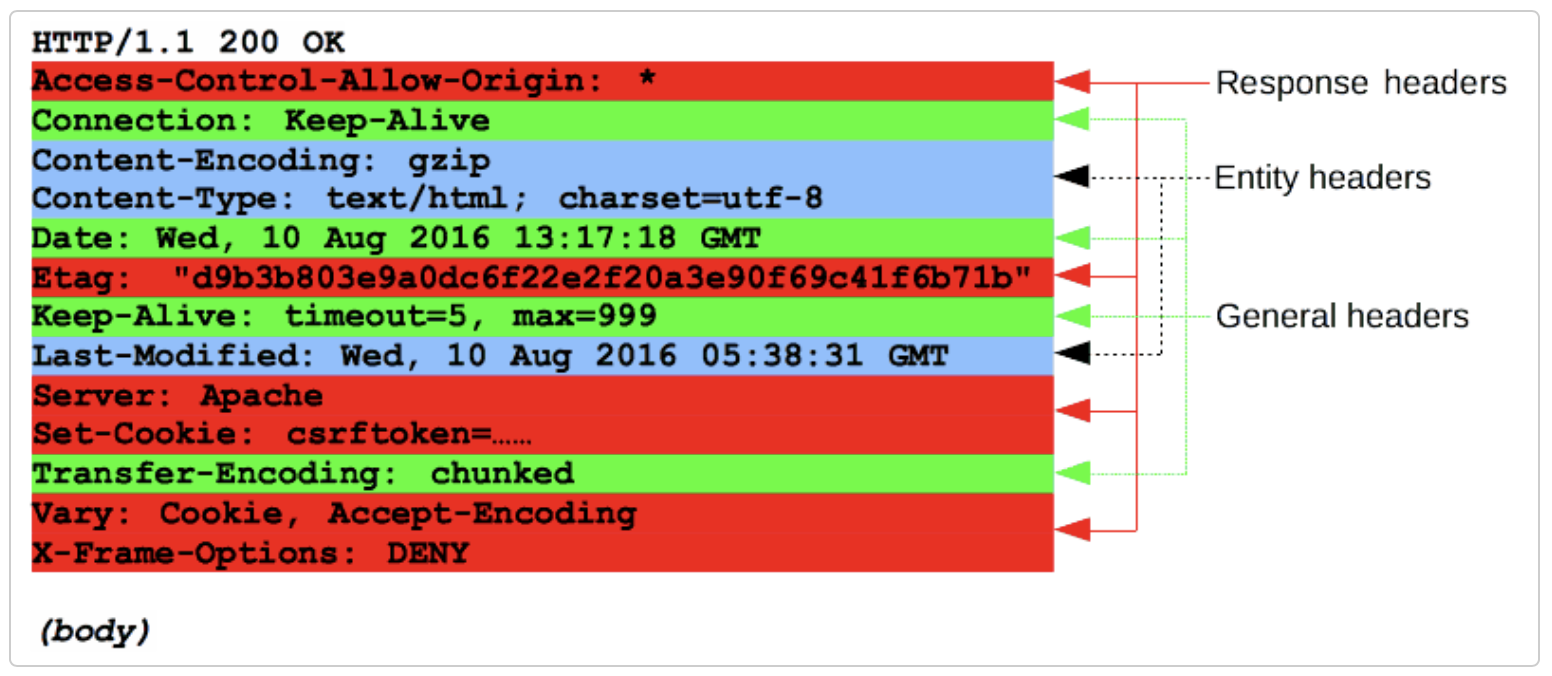 HTTP/1.1 200 OK
Access-Control-Allow-Origin: *
Response headers
Connection: Keep-Alive
Content-Encoding: gzip
Entity headers
Content-Type: text/html; charset=utf-8
Date: Wed, 10 Aug 2016 13:17:18 GMT
Etag: "d9b3b803e9a0dc6f22e2f20a3e90f69c41f6b71b"
Keep-Alive: timeout=5, max=999
General headers
Last-Modified: Wed, 10 Aug 2016 05:38:31 GMT
Server: Apache
Set-Cookie: csrftoken=……
Transfer-Encoding: chunked
Vary: Cookie, Accept-Encoding
X-Frame-Options: DENY
(body)